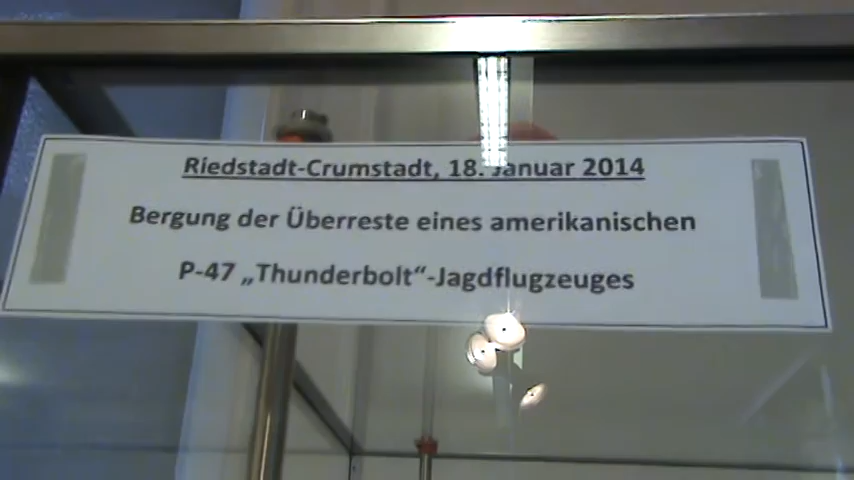 Riedstadt-Crumstadt, 18. Januar 2014
Bergung der Überreste eines amerikanischen
P-47 „Thunderbolt“-Jagdflugzeuges